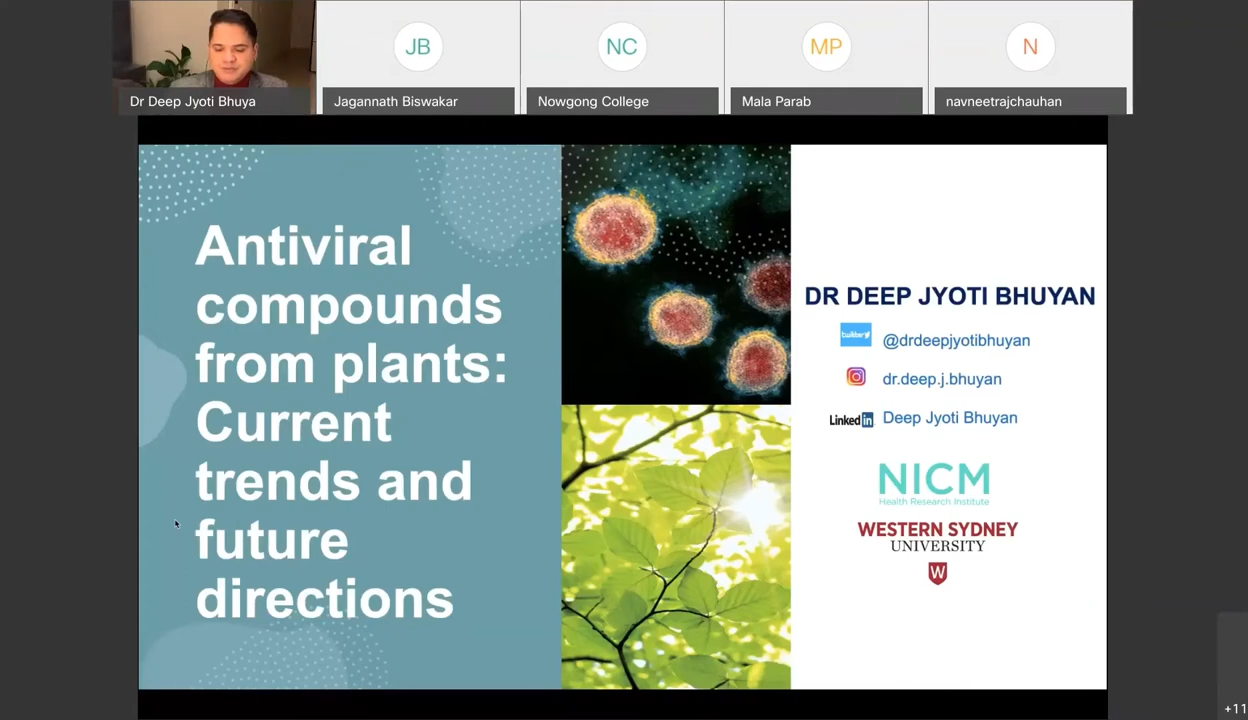 JB
NC
MP
N
Dr Deep Jyoti Bhuya
Jagannath Biswakar
Nowgong College
Mala Parab
navneetrajchauhan
Antiviral
compounds
from plants:
Current
trends and
future
directions
DR DEEP JYOTI BHUYAN
twitter
@drdeepjyotibhuyan
dr.deep.j.bhuyan
Linked in
Deep Jyoti Bhuyan
NICM
Health Research Institute
WESTERN SYDNEY
UNIVERSITY
W
+11